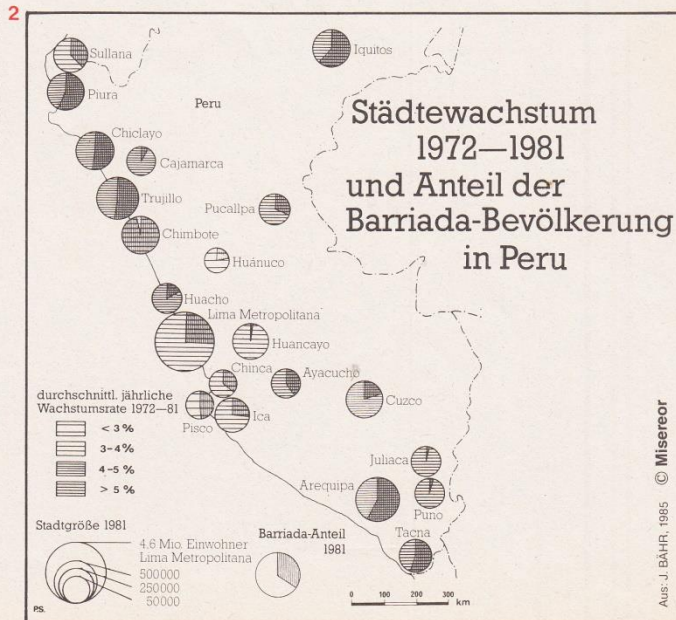 2
Sullana
Iquitos
Piura
Peru
Städtewachstum
1972—1981
und Anteil der
Barriada-Bevölkerung
in Peru
Chiclayo
Cajamarca
Trujillo
Pucallpa
Chimbote
Huánuco
Huacho
Lima Metropolitana
Huancayo
Chinca
Ayacucho
Cuzco
Pisco
Ica
durchschnittl. jährliche
Wachstumsrate 1972—81
< 3 %
3-4%
4-5 %
> 5 %
Juliaca
Puno
Arequipa
Tacna
Stadtgröße 1981
4.6 Mio. Einwohner
Lima Metropolitana
500000
250000
50000
Barriada-Anteil
1981
0 100 200 300
km
P.S.
Aus: J. BÄHR, 1985 © Misereor